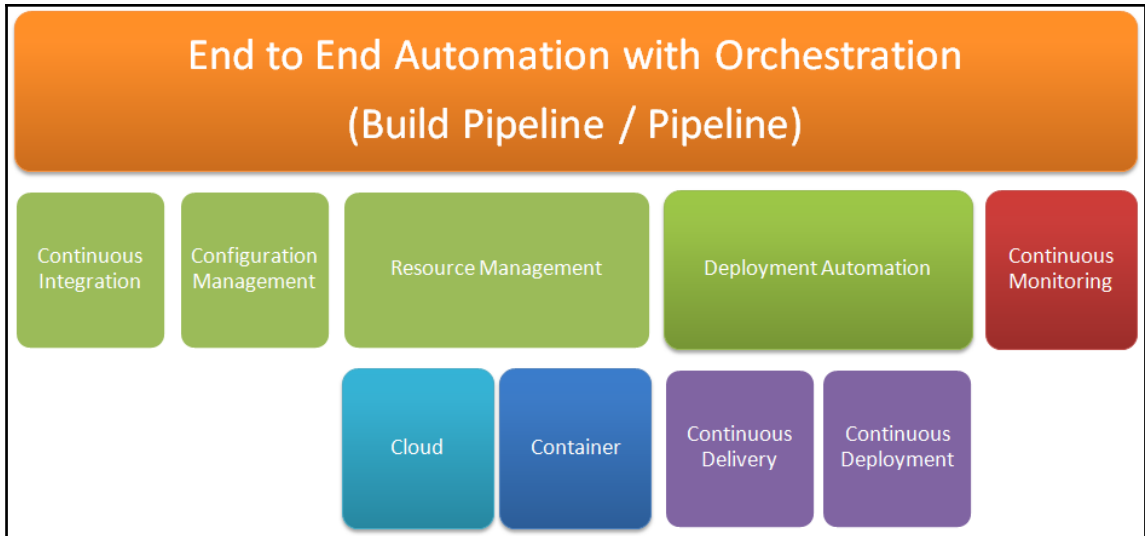 End to End Automation with Orchestration
(Build Pipeline / Pipeline)
Continuous
Integration
Configuration
Management
Resource Management
Deployment Automation
Continuous
Monitoring
Cloud
Container
Continuous
Delivery
Continuous
Deployment